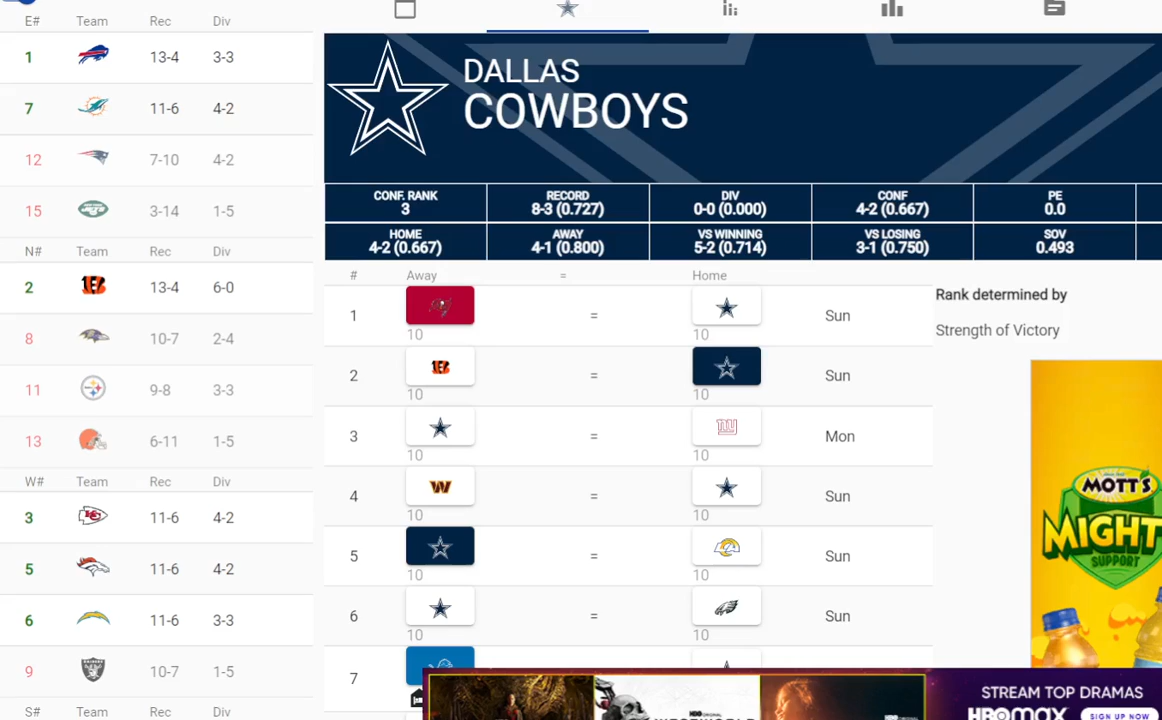 E# Team Rec Div
1 13-4 3-3
7 11-6 4-2
12 7-10 4-2
15 3-14 1-5
N# Team Rec Div
2 13-4 6-0
8 10-7 2-4
11 9-8 3-3
13 6-11 1-5
W# Team Rec Div
3 11-6 4-2
5 11-6 4-2
6 11-6 3-3
9 10-7 1-5
S# Team Rec Div
DALLAS
COWBOYS
CONF. RANK RECORD DIV CONF PE
3 8-3 (0.727) 0-0 (0.000) 4-2 (0.667) 0.0
HOME AWAY VS WINNING VS LOSING SOV
4-2 (0.667) 4-1 (0.800) 5-2 (0.714) 3-1 (0.750) 0.493
# Away = Home
1 = Sun
10 10
2 = Sun
10 10
3 = Mon
10 10
4 = Sun
10 10
5 = Sun
10 10
6 = Sun
10 10
7
Rank determined by
Strength of Victory
MOTT'S
MIGHT
SUPPORT
STREAM TOP DRAMAS
HBOMAX SIGN UP NOW
WESTWORLD